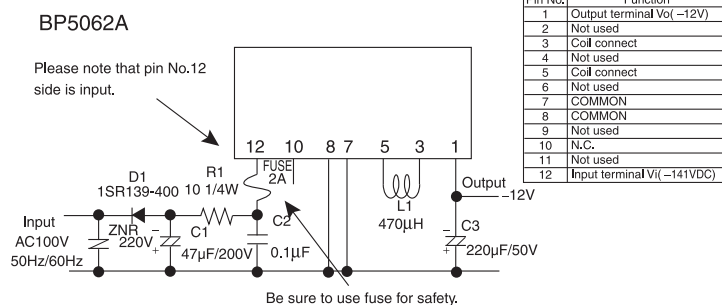 BP5062A
Please note that pin No.12
side is input.
12 10 8 7 5 3 1
FUSE
2A
D1
1SR139-400
R1
10 1/4W
Input
AC100V
50Hz/60Hz
ZNR
220V
−
+
C1
47μF/200V
C2
0.1μF
L1
470μH
Output
−12V
−
+
C3
220μF/50V
Be sure to use fuse for safety.
Pin No. Function
1 Output terminal Vo( −12V)
2 Not used
3 Coil connect
4 Not used
5 Coil connect
6 Not used
7 COMMON
8 COMMON
9 Not used
10 N.C.
11 Not used
12 Input terminal Vi( −141VDC)